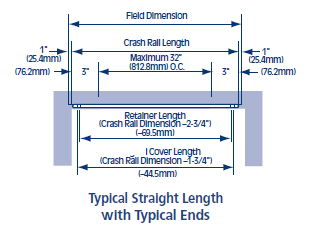 Field Dimension
Crash Rail Length
1"
(25.4mm)
Maximum 32"
(812.8mm) O.C.
1"
(25.4mm)
(76.2mm)
3"
3"
(76.2mm)
Retainer Length
(Crash Rail Dimension -2-3/4")
(-69.5mm)
l Cover Length
(Crash Rail Dimension -1-3/4")
(-44.5mm)
Typical Straight Length
with Typical Ends